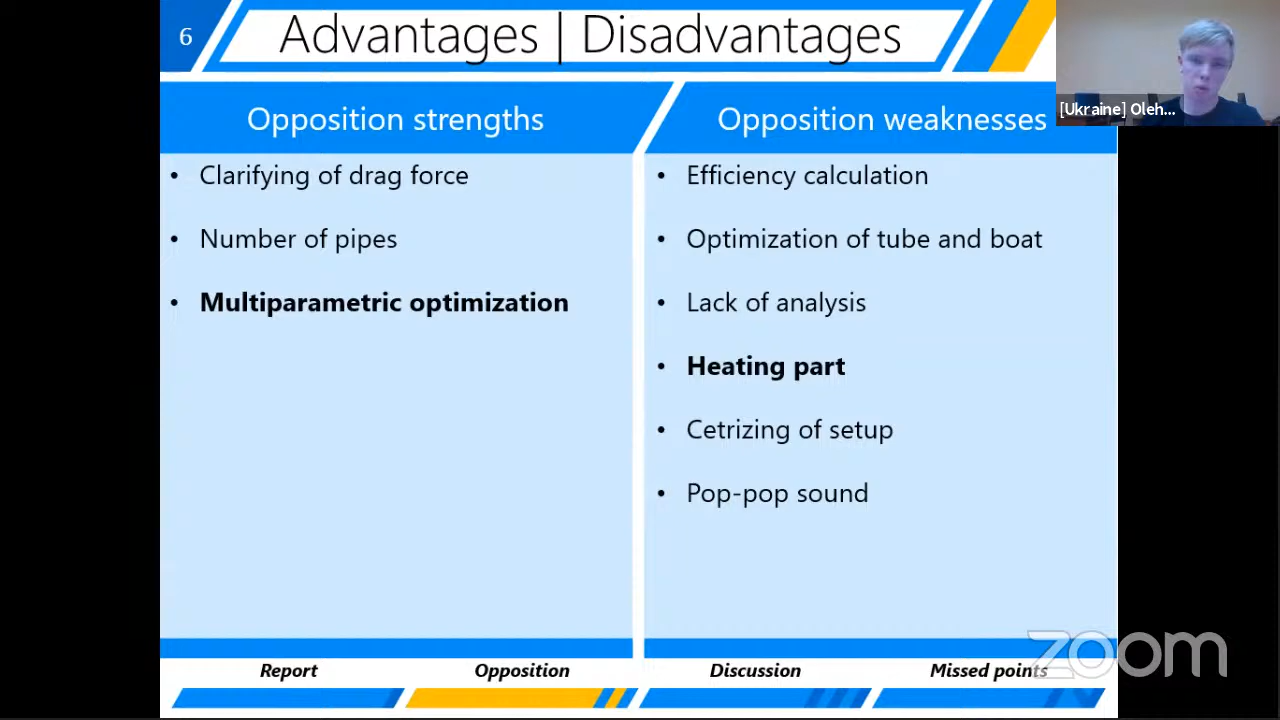 6
Advantages | Disadvantages
[Ukraine] Oleh...
Opposition strengths
• Clarifying of drag force
• Number of pipes
• Multiparametric optimization
Opposition weaknesses
• Efficiency calculation
• Optimization of tube and boat
• Lack of analysis
• Heating part
• Cetrizing of setup
• Pop-pop sound
Report
Opposition
Discussion
Missed points
zoom